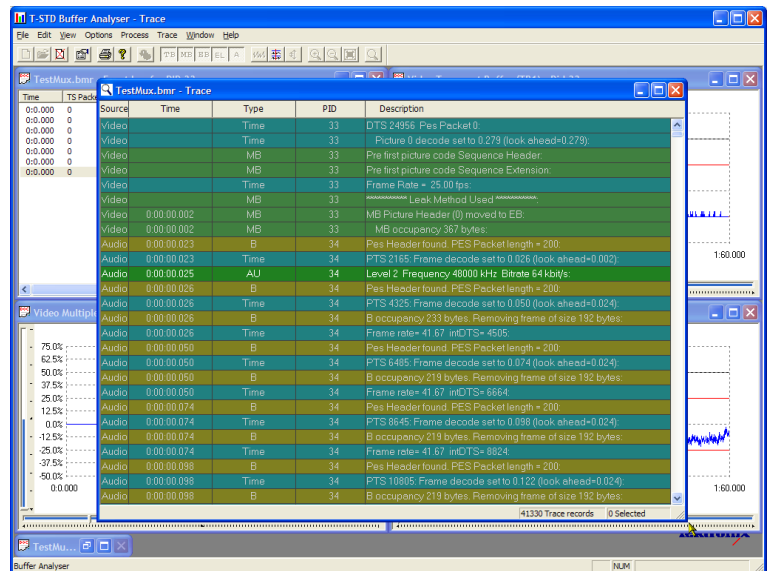 T-STD Buffer Analyser - Trace
File Edit View Options Process Trace Window Help
TB MB BB EL A
TestMux.bmr
Time TS Packe
0:0.000 0
0:0.000 0
0:0.000 0
0:0.000 0
0:0.000 0
0:0.000 0
TestMux.bmr - Trace
Source Time Type PID Description
Video Time 33 DTS 24956 Pes Packet 0:
Video Time 33 Picture 0 decode set to 0.279 (look ahead=0.279):
Video MB 33 Pre first picture code Sequence Header:
Video MB 33 Pre first picture code Sequence Extension:
Video Time 33 Frame Rate = 25.00 fps:
Video MB 33 *********** Leak Method Used ***********:
Video 0:00:00.002 MB 33 MB Picture Header (0) moved to EB:
Video 0:00:00.002 MB 33 MB occupancy 367 bytes:
Audio 0:00:00.023 B 34 Pes Header found. PES Packet length = 200:
Audio 0:00:00.023 Time 34 PTS 2165: Frame decode set to 0.026 (look ahead=0.002):
Audio 0:00:00.025 AU 34 Level 2 Frequency 48000 kHz Bitrate 64 kbit/s:
Audio 0:00:00.026 B 34 Pes Header found. PES Packet length = 200:
Audio 0:00:00.026 Time 34 PTS 4325: Frame decode set to 0.050 (look ahead=0.024):
Audio 0:00:00.026 B 34 B occupancy 233 bytes. Removing frame of size 192 bytes:
Audio 0:00:00.026 Time 34 Frame rate= 41.67 intDTS= 4505:
Audio 0:00:00.050 B 34 Pes Header found. PES Packet length = 200:
Audio 0:00:00.050 Time 34 PTS 6485: Frame decode set to 0.074 (look ahead=0.024):
Audio 0:00:00.050 B 34 B occupancy 219 bytes. Removing frame of size 192 bytes:
Audio 0:00:00.050 Time 34 Frame rate= 41.67 intDTS= 6664:
Audio 0:00:00.074 B 34 Pes Header found. PES Packet length = 200:
Audio 0:00:00.074 Time 34 PTS 8645: Frame decode set to 0.098 (look ahead=0.024):
Audio 0:00:00.074 B 34 B occupancy 219 bytes. Removing frame of size 192 bytes:
Audio 0:00:00.074 Time 34 Frame rate= 41.67 intDTS= 8824:
Audio 0:00:00.098 B 34 Pes Header found. PES Packet length = 200:
Audio 0:00:00.098 Time 34 PTS 10805: Frame decode set to 0.122 (look ahead=0.024):
Audio 0:00:00.098 B 34 B occupancy 219 bytes. Removing frame of size 192 bytes:
41330 Trace records 0 Selected
1:60.000
Video Multiple
75.0%
62.5%
50.0%
37.5%
25.0%
12.5%
0.0%
-12.5%
-25.0%
-37.5%
-50.0%
0:0.000
1:60.000
TestMu...
Buffer Analyser
NUM